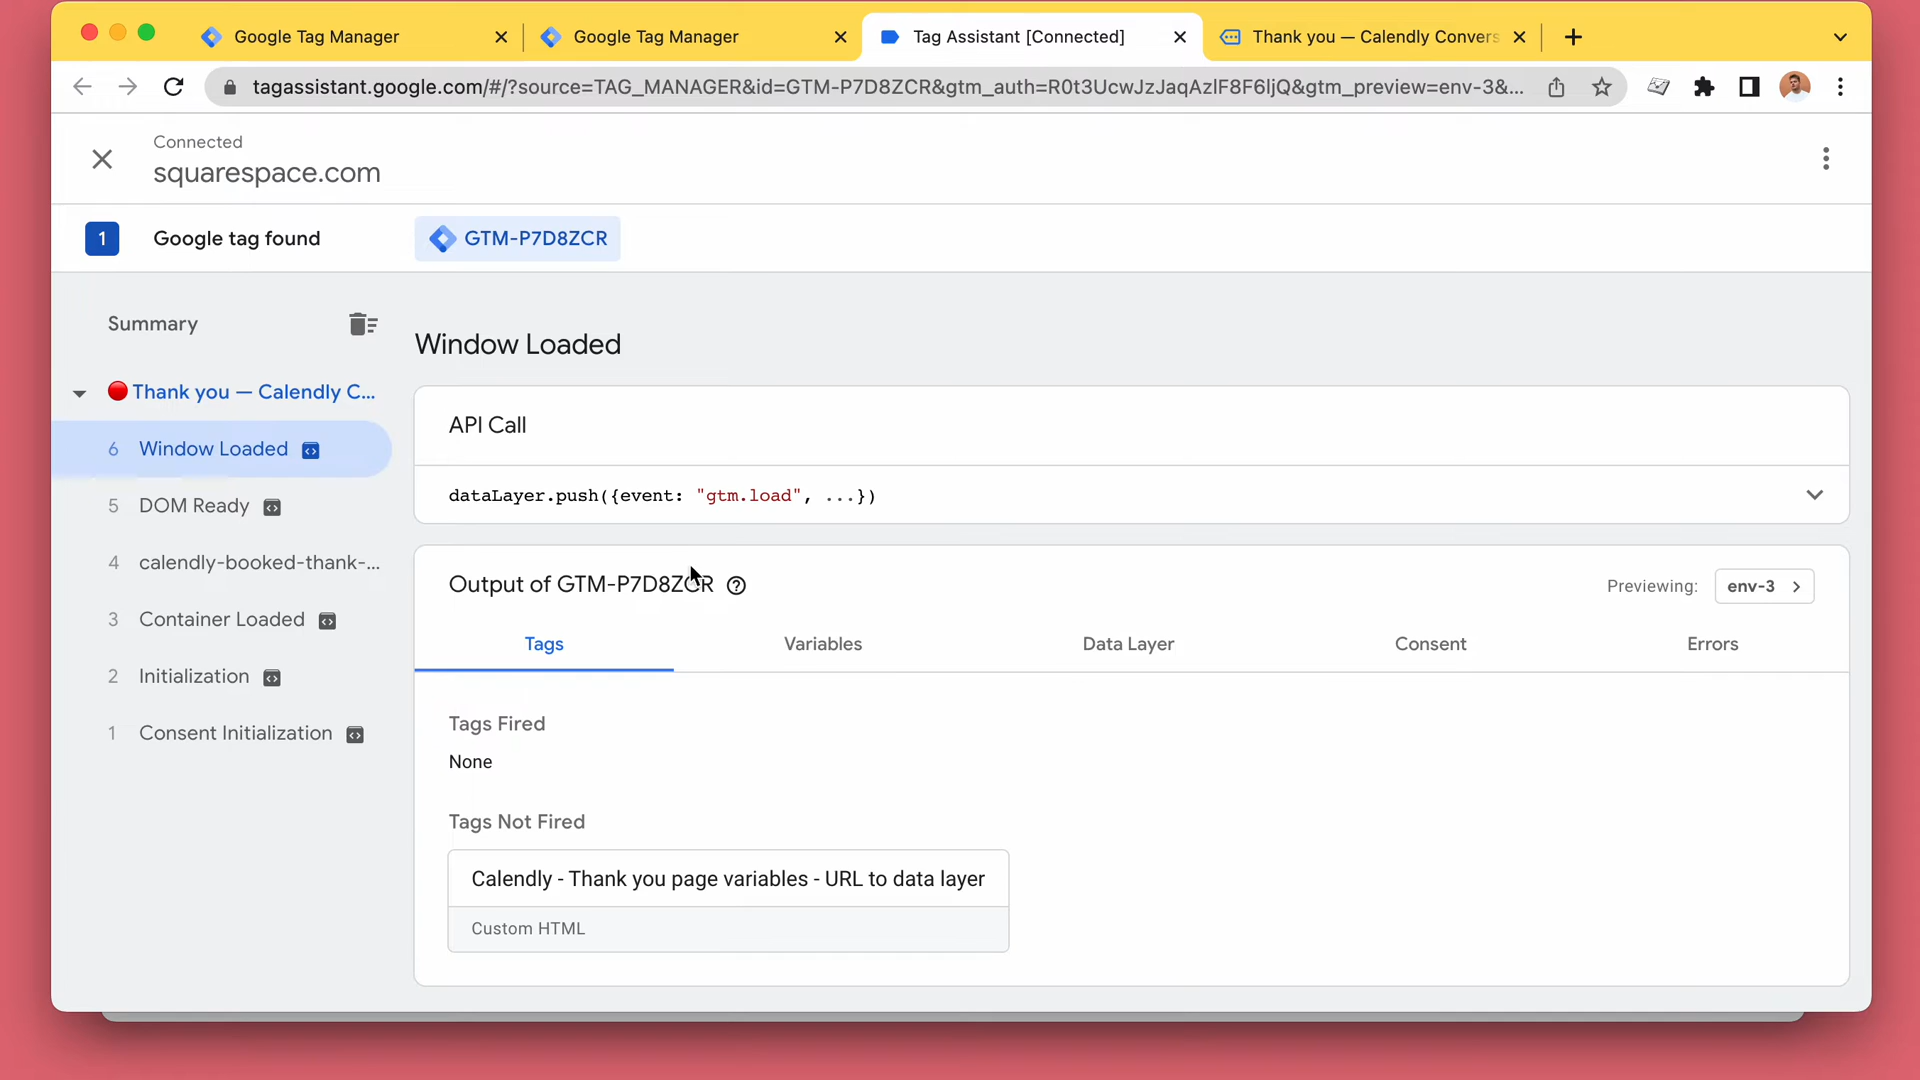 Google Tag Manager
Google Tag Manager
Tag Assistant [Connected]
Thank you — Calendly Convers
tagassistant.google.com/#/?source=TAG_MANAGER&id=GTM-P7D8ZCR&gtm_auth=R0t3UcwJzJaqAzlF8F6ljQ&gtm_preview=env-3&...
Connected
squarespace.com
1
Google tag found
GTM-P7D8ZCR
Summary
Thank you — Calendly C...
6 Window Loaded
5 DOM Ready
4 calendly-booked-thank-...
3 Container Loaded
2 Initialization
1 Consent Initialization
Window Loaded
API Call
dataLayer.push({event: "gtm.load", ...})
Output of GTM-P7D8ZCR
Previewing: env-3
Tags
Variables
Data Layer
Consent
Errors
Tags Fired
None
Tags Not Fired
Calendly - Thank you page variables - URL to data layer
Custom HTML